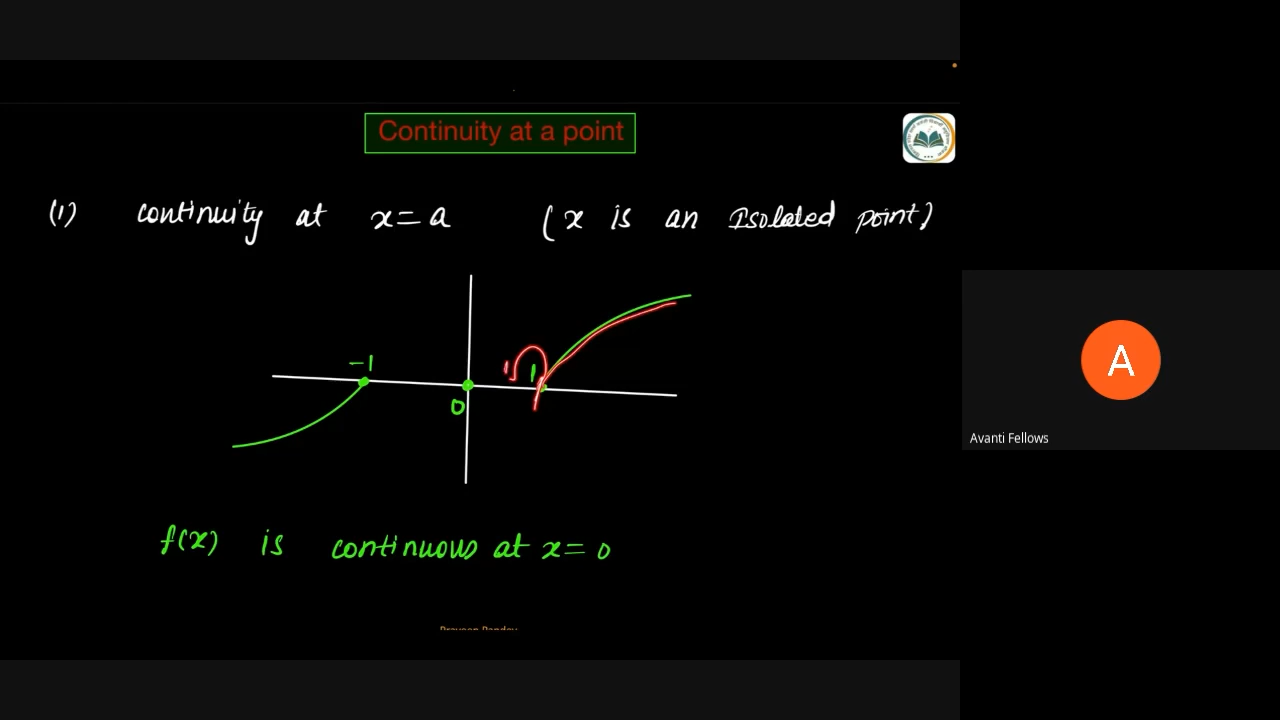 Continuity at a point
(1) continuity at x=a (x is an Isolated point)
-1
1
0
f(x) is continuous at x=0
A
Avanti Fellows